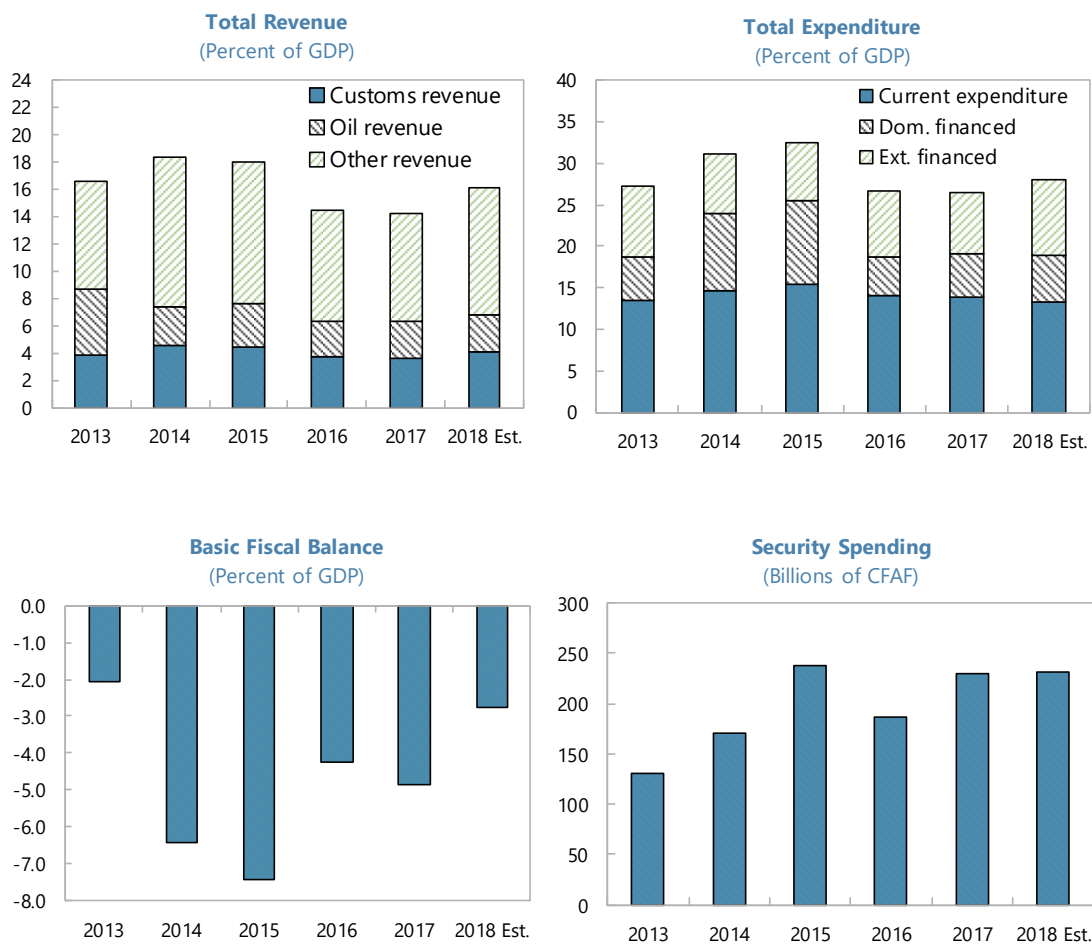 Total Revenue
(Percent of GDP)
24
22
20
18
16
14
12
10
8
6
4
2
0
Customs revenue
Oil revenue
Other revenue
2013 2014 2015 2016 2017 2018 Est.
Total Expenditure
(Percent of GDP)
40
35
30
25
20
15
10
5
0
Current expenditure
Dom. financed
Ext. financed
2013 2014 2015 2016 2017 2018 Est.
Basic Fiscal Balance
(Percent of GDP)
0.0
-1.0
-2.0
-3.0
-4.0
-5.0
-6.0
-7.0
-8.0
2013 2014 2015 2016 2017 2018 Est.
Security Spending
(Billions of CFAF)
300
250
200
150
100
50
0
2013 2014 2015 2016 2017 2018 Est.